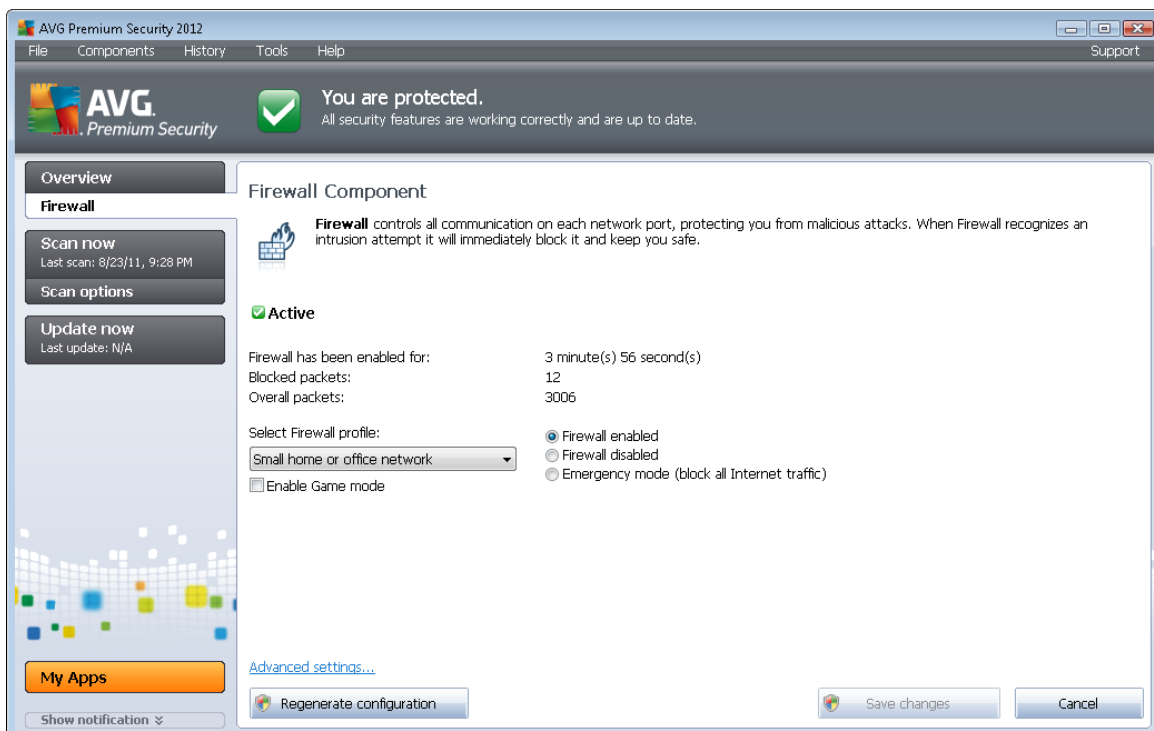 AVG Premium Security 2012
File Components History Tools Help Support
AVG.
Premium Security
You are protected.
All security features are working correctly and are up to date.
Overview
Firewall
Scan now
Last scan: 8/23/11, 9:28 PM
Scan options
Update now
Last update: N/A
My Apps
Show notification
Firewall Component
Firewall controls all communication on each network port, protecting you from malicious attacks. When Firewall recognizes an
intrusion attempt it will immediately block it and keep you safe.
Active
Firewall has been enabled for: 3 minute(s) 56 second(s)
Blocked packets: 12
Overall packets: 3006
Select Firewall profile:
Small home or office network
Enable Game mode
Firewall enabled
Firewall disabled
Emergency mode (block all Internet traffic)
Advanced settings...
Regenerate configuration
Save changes
Cancel